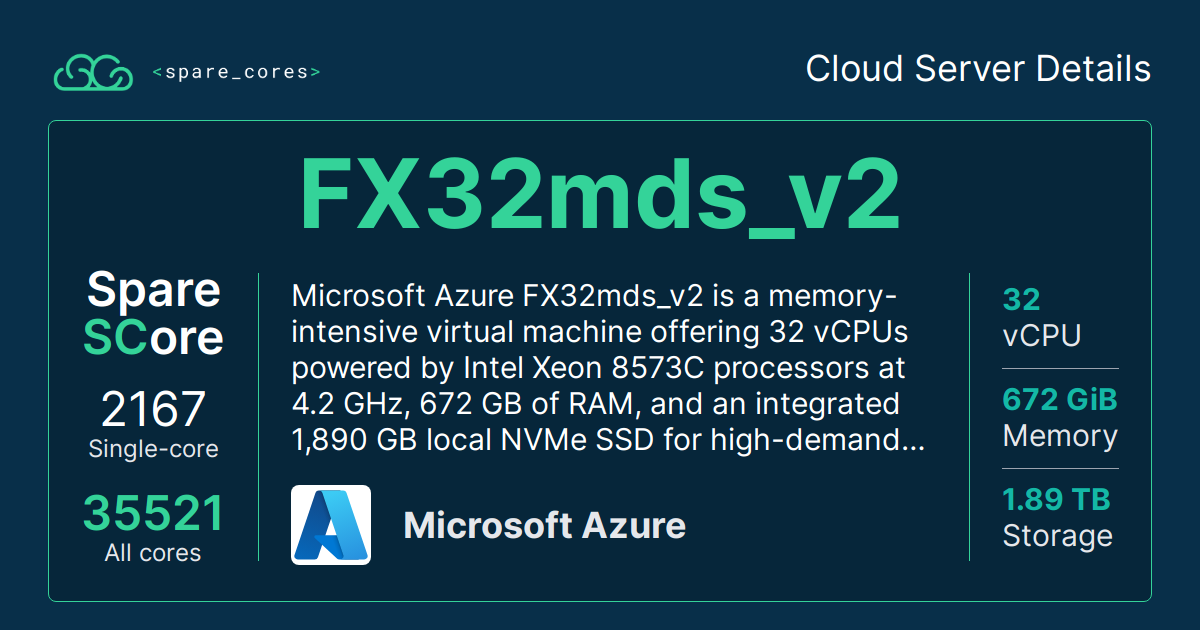 <spare_cores>
Cloud Server Details
FX32mds_v2
Spare
SCore
2167
Single-core
35521
All cores
Microsoft Azure FX32mds_v2 is a memory-
intensive virtual machine offering 32 vCPUs
powered by Intel Xeon 8573C processors at
4.2 GHz, 672 GB of RAM, and an integrated
1,890 GB local NVMe SSD for high-demand...
Microsoft Azure
32
vCPU
672 GiB
Memory
1.89 TB
Storage